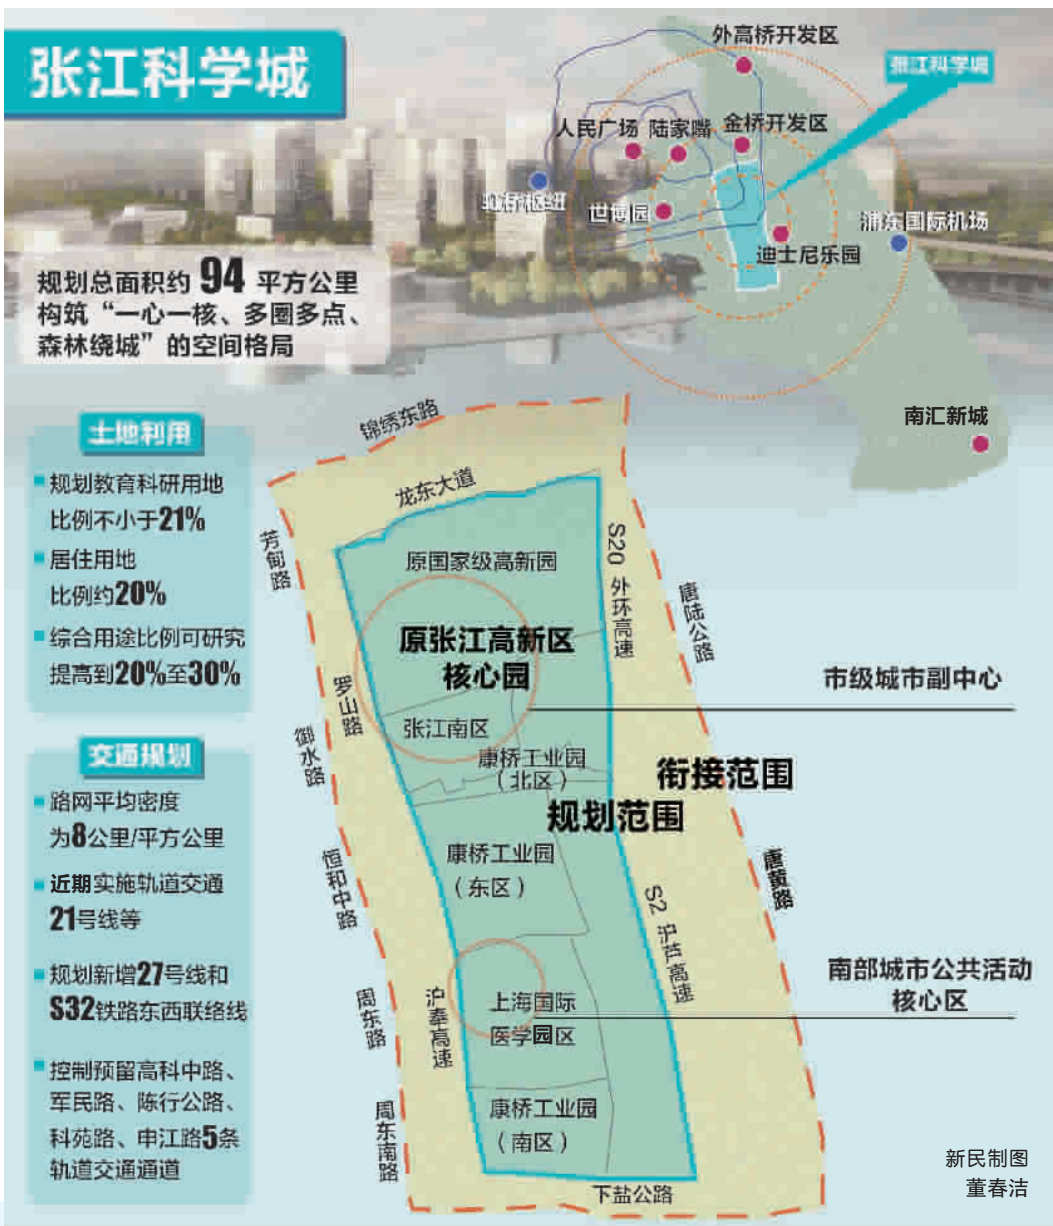 张江科学城
外高桥开发区
张江科学城
人民广场
陆家嘴
金桥开发区
虹桥枢纽
世博园
浦东国际机场
迪士尼乐园
南汇新城
规划总面积约 94 平方公里
构筑“一心一核、多圈多点、
森林绕城”的空间格局
土地利用
规划教育科研用地
比例不小于21%
居住用地
比例约20%
综合用途比例可研究
提高到20%至30%
交通规划
路网平均密度
为8公里/平方公里
近期实施轨道交通
21号线等
规划新增27号线和
S32铁路东西联络线
控制预留高科中路、
军民路、陈行公路、
科苑路、申江路5条
轨道交通通道
锦绣东路
龙东大道
芳甸路
原国家级高新园
S20 外环高速
唐陆公路
原张江高新区
核心园
市级城市副中心
罗山路
张江南区
御水路
康桥工业园
（北区）
衔接范围
规划范围
恒和中路
康桥工业园
（东区）
唐黄路
S2 沪芦高速
南部城市公共活动
核心区
周东路
沪奉高速
上海国际
医学园区
周东南路
康桥工业园
（南区）
下盐公路
新民制图
董春洁